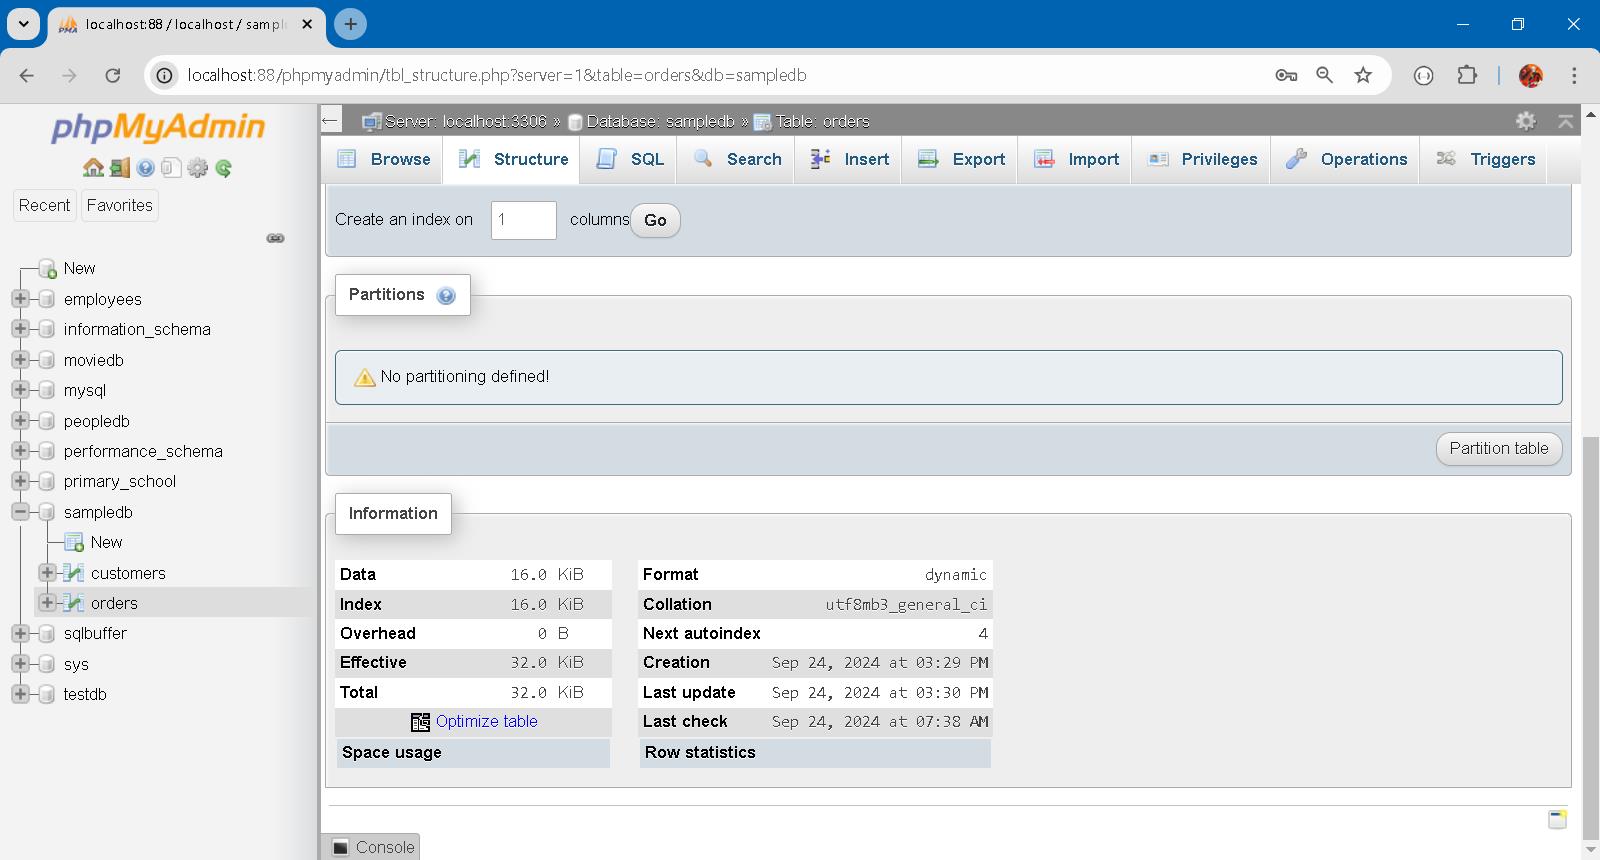 localhost:88 / localhost / sampl
localhost:88/phpmyadmin/tbl_structure.php?server=1&table=orders&db=sampledb
phpMyAdmin
Recent
Favorites
New
employees
information_schema
moviedb
mysql
peopledb
performance_schema
primary_school
sampledb
New
customers
orders
sqlbuffer
sys
testdb
Server: localhost:3306 » Database: sampledb » Table: orders
Browse Structure SQL Search Insert Export Import Privileges Operations Triggers
Create an index on 1 columns Go
Partitions
No partitioning defined!
Partition table
Information
Data 16.0 KiB
Index 16.0 KiB
Overhead 0 B
Effective 32.0 KiB
Total 32.0 KiB
Optimize table
Space usage
Format dynamic
Collation utf8mb3_general_ci
Next autoindex 4
Creation Sep 24, 2024 at 03:29 PM
Last update Sep 24, 2024 at 03:30 PM
Last check Sep 24, 2024 at 07:38 AM
Row statistics
Console